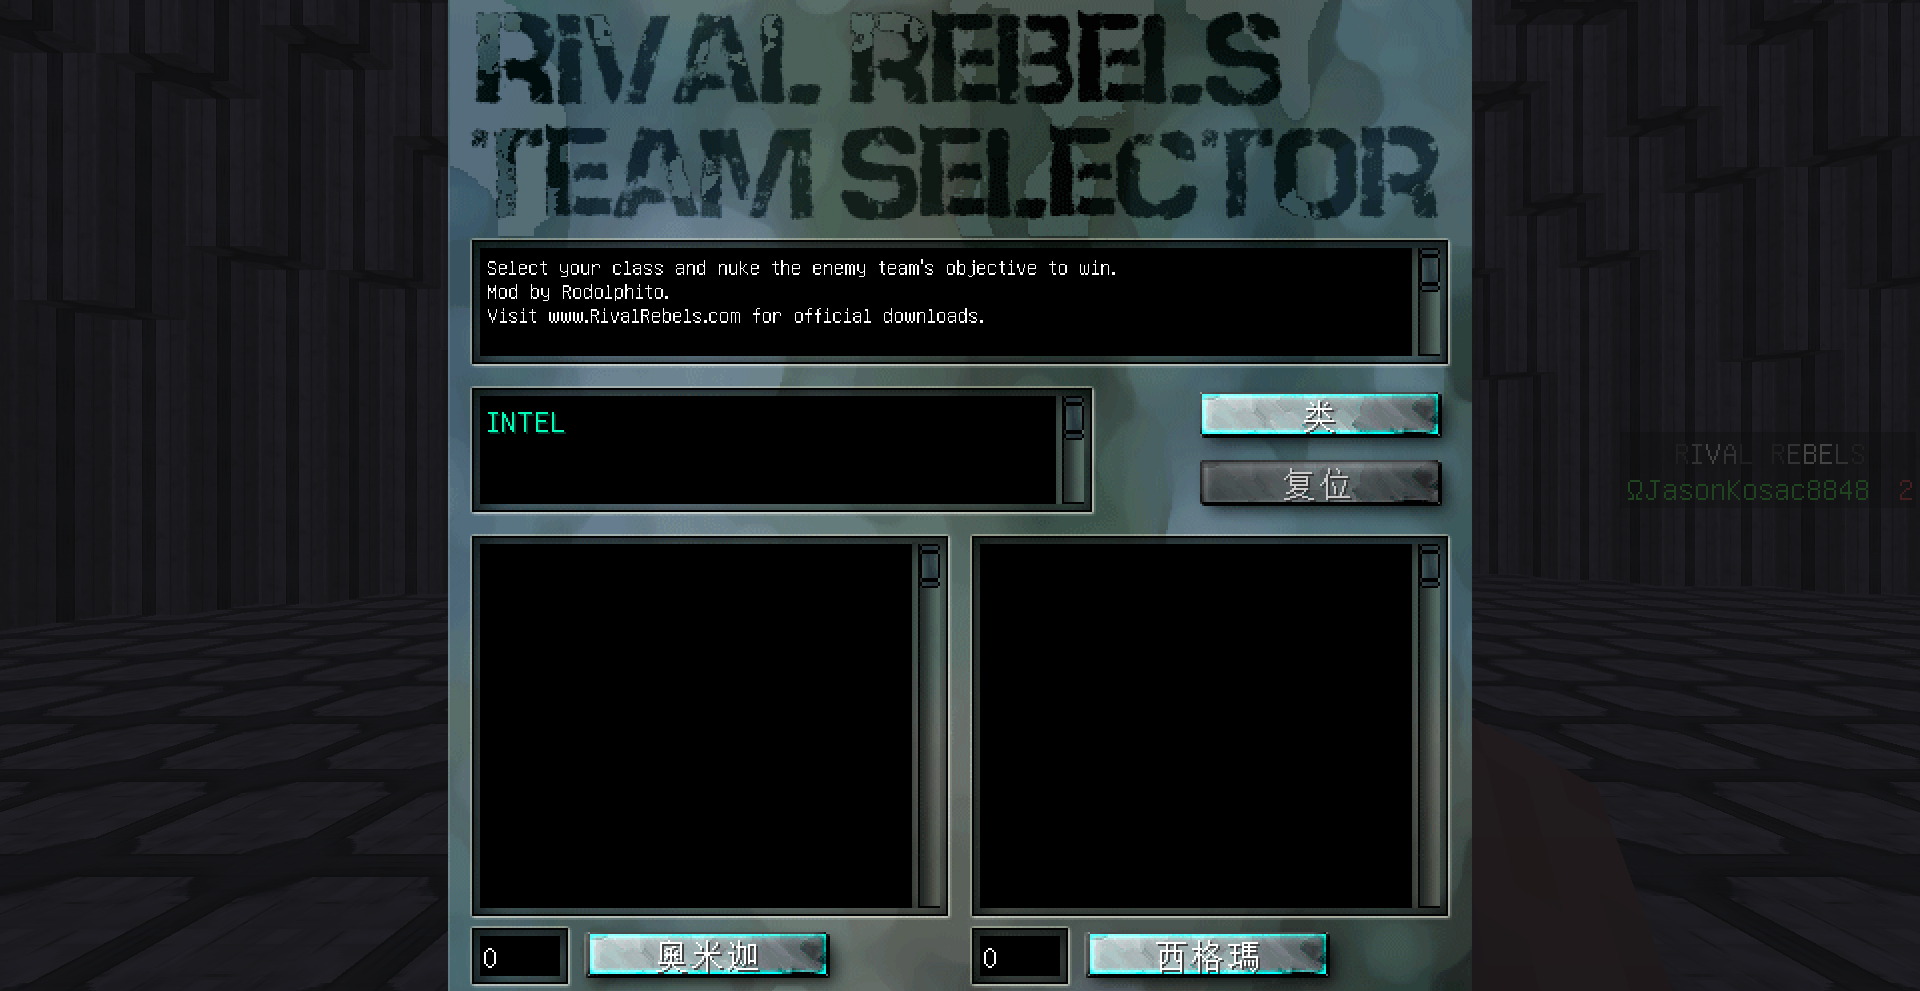 RIVAL REBELS
TEAM SELECTOR
Select your class and nuke the enemy team's objective to win.
Mod by Rodolphito.
Visit www.RivalRebels.com for official downloads.
INTEL
类
复位
RIVAL REBELS
ΩJasonKosac8848 2
0 奥米迦
0 西格瑪